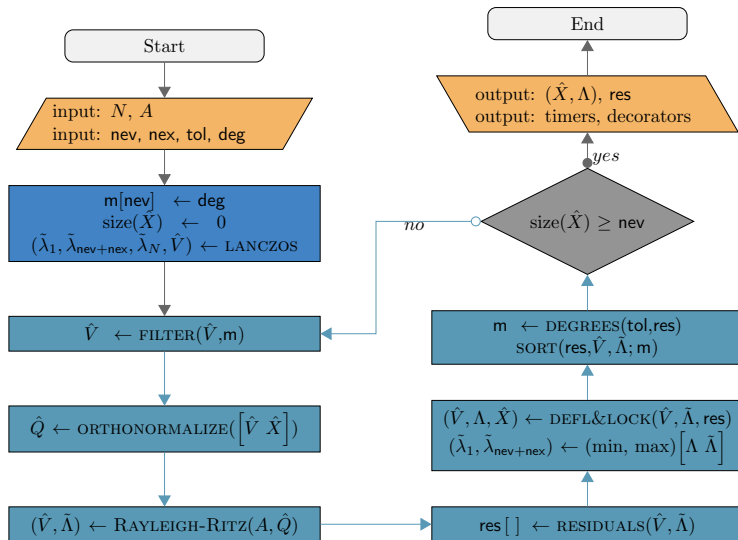 Start
input: N, A
input: nev, nex, tol, deg
m[nev] ← deg
size(X̂) ← 0
(λ̃₁, λ̃ₙₑᵥ₊ₙₑₓ, λ̃_N, V̂) ← LANCZOS
V̂ ← FILTER(V̂,m)
Q̂ ← ORTHONORMALIZE([V̂ X̂])
(V̂, Λ̃) ← RAYLEIGH-RITZ(A, Q̂)
res[ ] ← RESIDUALS(V̂, Λ̃)
(V̂, Λ, X̂) ← DEFL&LOCK(V̂, Λ̃, res)
(λ̃₁, λ̃ₙₑᵥ₊ₙₑₓ) ← (min, max)[Λ Λ̃]
m ← DEGREES(tol,res)
SORT(res,V̂, Λ̃; m)
size(X̂) ≥ nev
no
yes
output: (X̂, Λ), res
output: timers, decorators
End